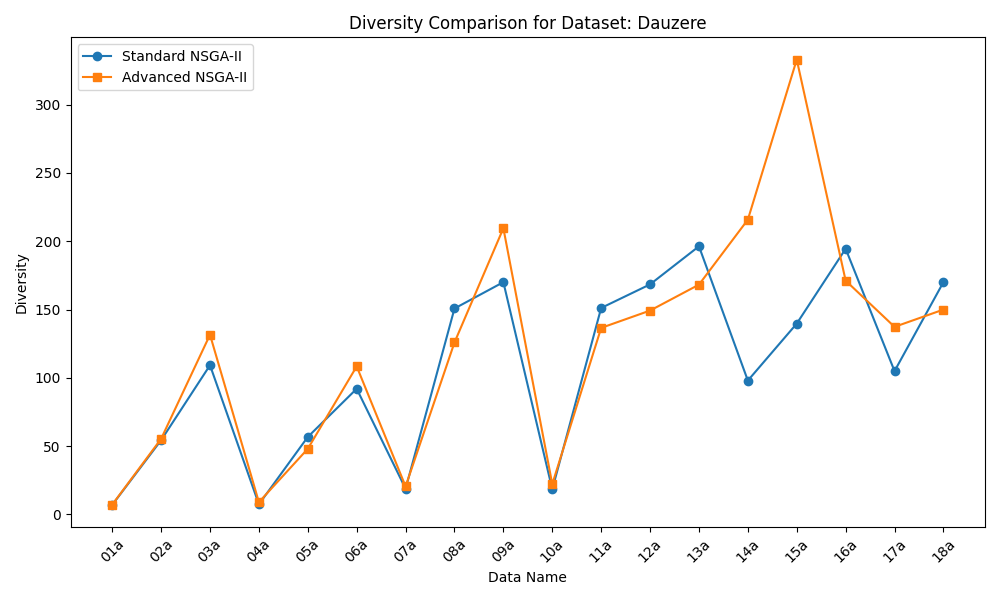 Diversity Comparison for Dataset: Dauzere
Standard NSGA-II
Advanced NSGA-II
300
250
200
150
100
50
0
Diversity
01a 02a 03a 04a 05a 06a 07a 08a 09a 10a 11a 12a 13a 14a 15a 16a 17a 18a
Data Name